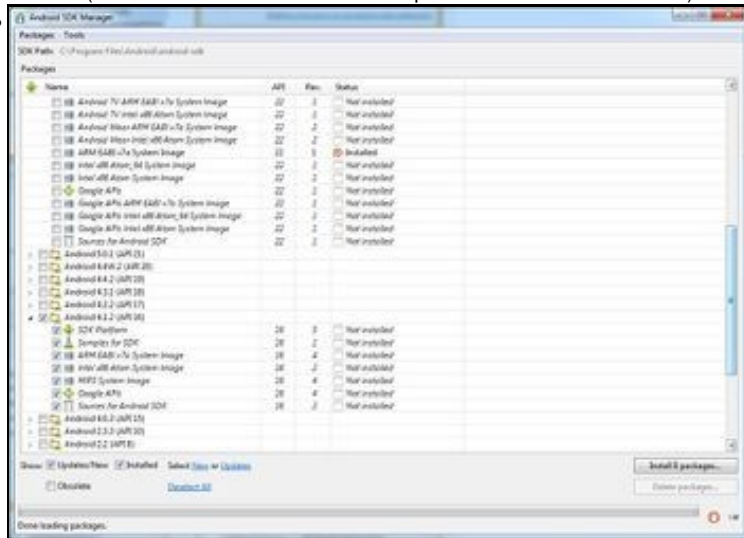 Android SDK Manager
Packages Tools
SDK Path: C:\Program Files\Android\android-sdk
Packages
Name API Rev. Status
Android TV ARM EABI v7a System Image 22 1 Not installed
Android TV Intel x86 Atom System Image 22 Not installed
Android Wear ARM EABI v7a System Image 22 Not installed
Android Wear Intel x86 Atom System Image 22 Not installed
ARM EABI v7a System Image 22 1 Installed
Intel x86 Atom_64 System Image 22 Not installed
Intel x86 Atom System Image 22 Not installed
Google APIs 22 Not installed
Google APIs ARM EABI v7a System Image 22 Not installed
Google APIs Intel x86 Atom_64 System Image 22 Not installed
Google APIs Intel x86 Atom System Image 22 Not installed
Sources for Android SDK 22 1 Not installed
Android 5.0.1 (API 21)
Android 4.4W.2 (API 20)
Android 4.4.2 (API 19)
Android 4.3.1 (API 18)
Android 4.2.2 (API 17)
Android 4.1.2 (API 16)
SDK Platform 16 Not installed
Samples for SDK 16 1 Not installed
ARM EABI v7a System Image 16 4 Not installed
Intel x86 Atom System Image 16 Not installed
MIPS System Image 16 4 Not installed
Google APIs 16 4 Not installed
Sources for Android SDK 16 2 Not installed
Android 4.0.3 (API 15)
Android 2.3.3 (API 10)
Android 2.2 (API 8)
Show: Updates/New Installed Select New or Updates
Install 8 packages...
Obsolete Deselect All
Delete packages...
Done loading packages.